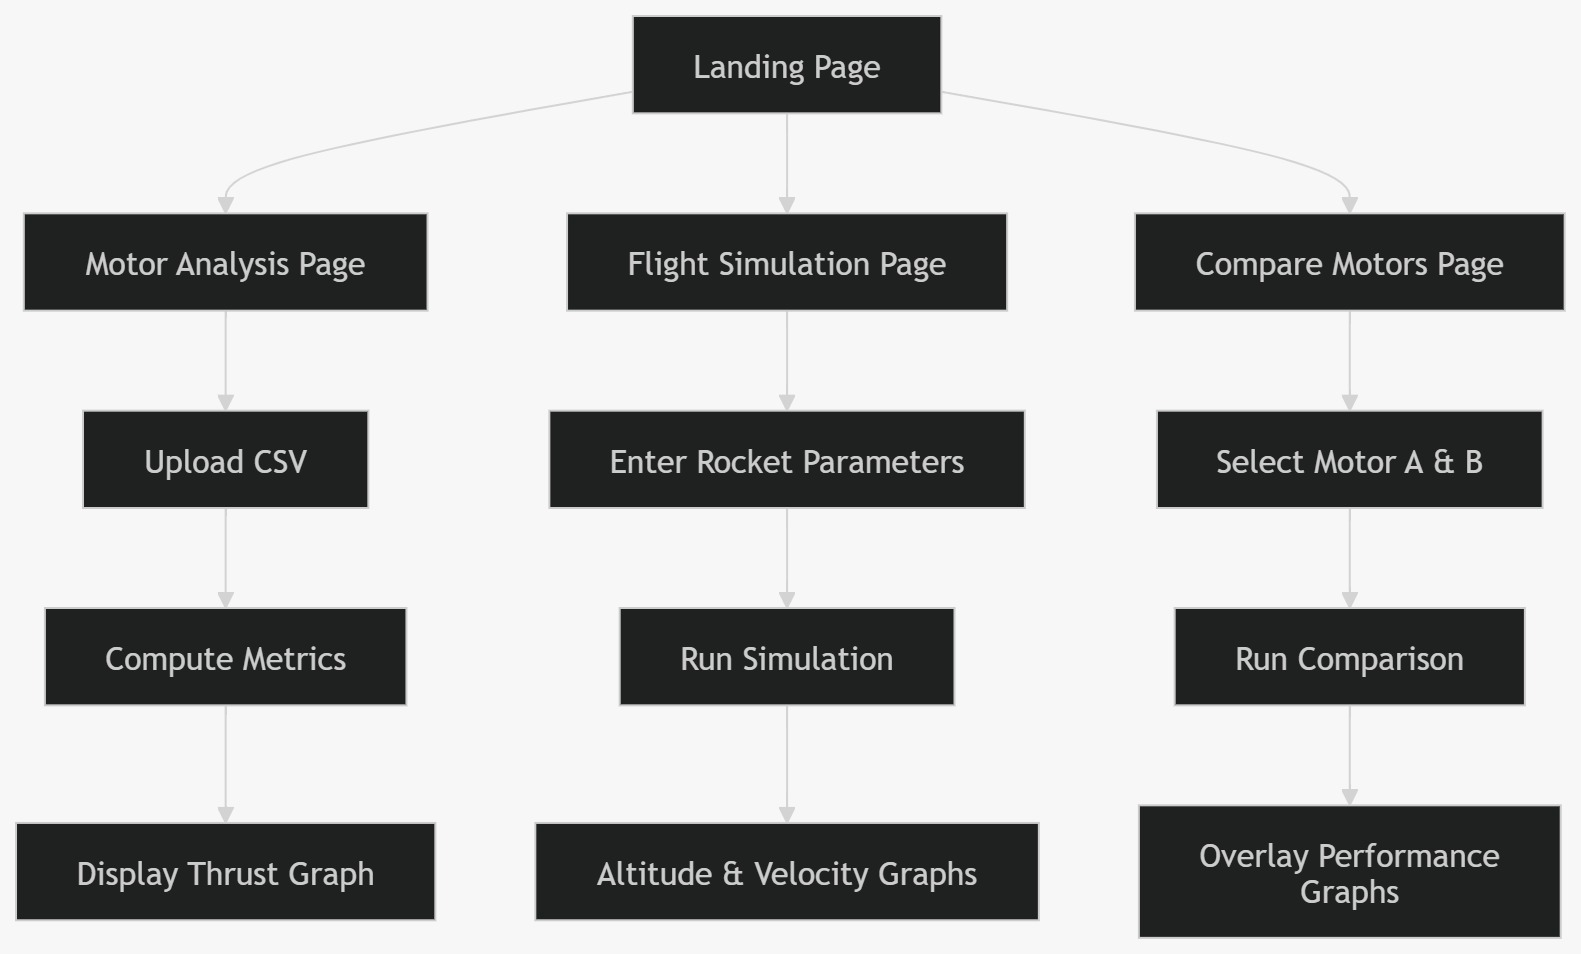 Landing Page
Motor Analysis Page
Flight Simulation Page
Compare Motors Page
Upload CSV
Enter Rocket Parameters
Select Motor A & B
Compute Metrics
Run Simulation
Run Comparison
Display Thrust Graph
Altitude & Velocity Graphs
Overlay Performance
Graphs